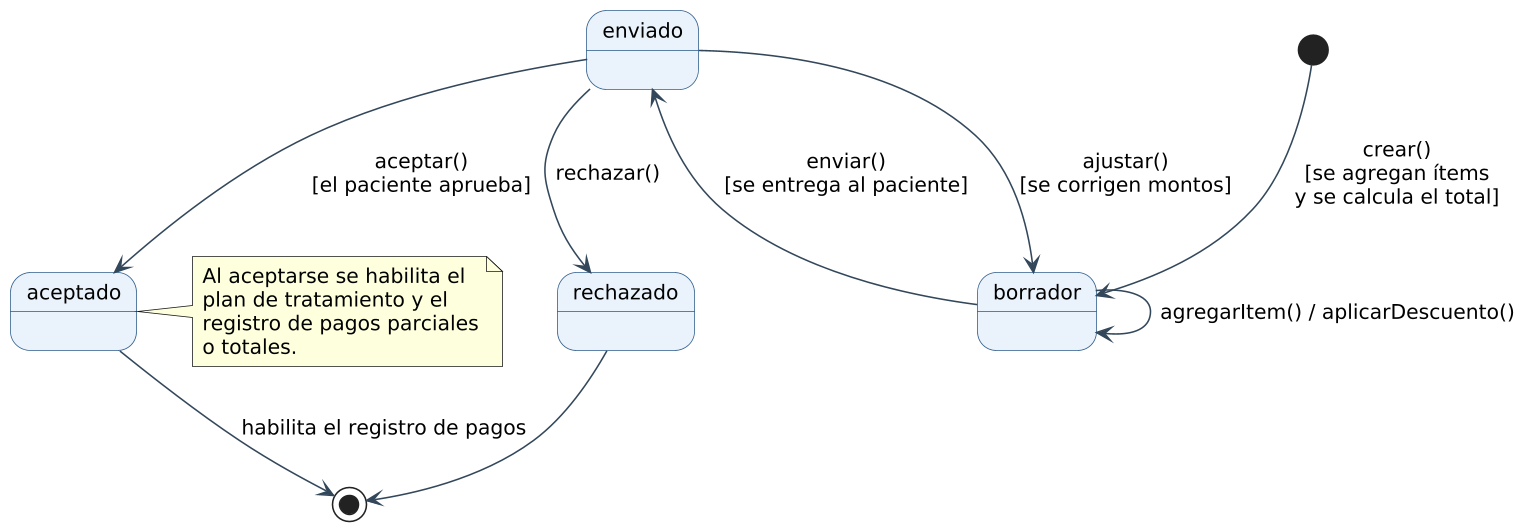 enviado
crear()
[se agregan ítems
y se calcula el total]
aceptar()
[el paciente aprueba]
rechazar()
enviar()
[se entrega al paciente]
ajustar()
[se corrigen montos]
aceptado
Al aceptarse se habilita el
plan de tratamiento y el
registro de pagos parciales
o totales.
rechazado
borrador
agregarItem() / aplicarDescuento()
habilita el registro de pagos